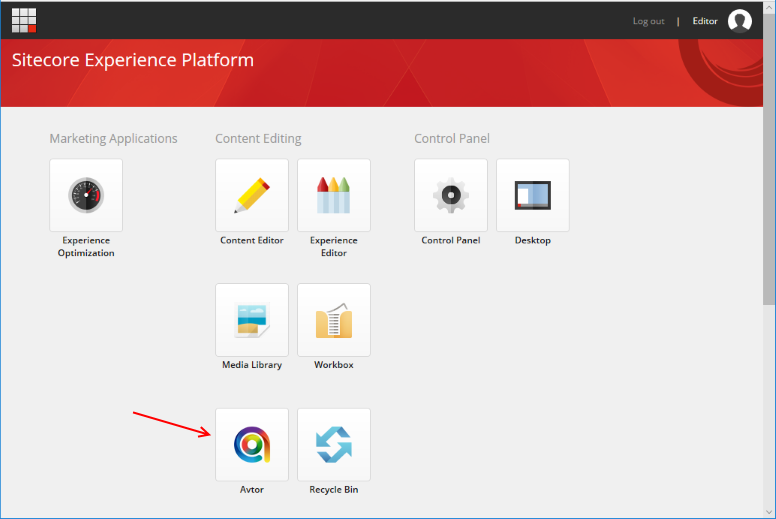 Log out | Editor
Sitecore Experience Platform
Marketing Applications
Content Editing
Control Panel
Experience
Optimization
Content Editor
Experience
Editor
Control Panel
Desktop
Media Library
Workbox
Avtor
Recycle Bin